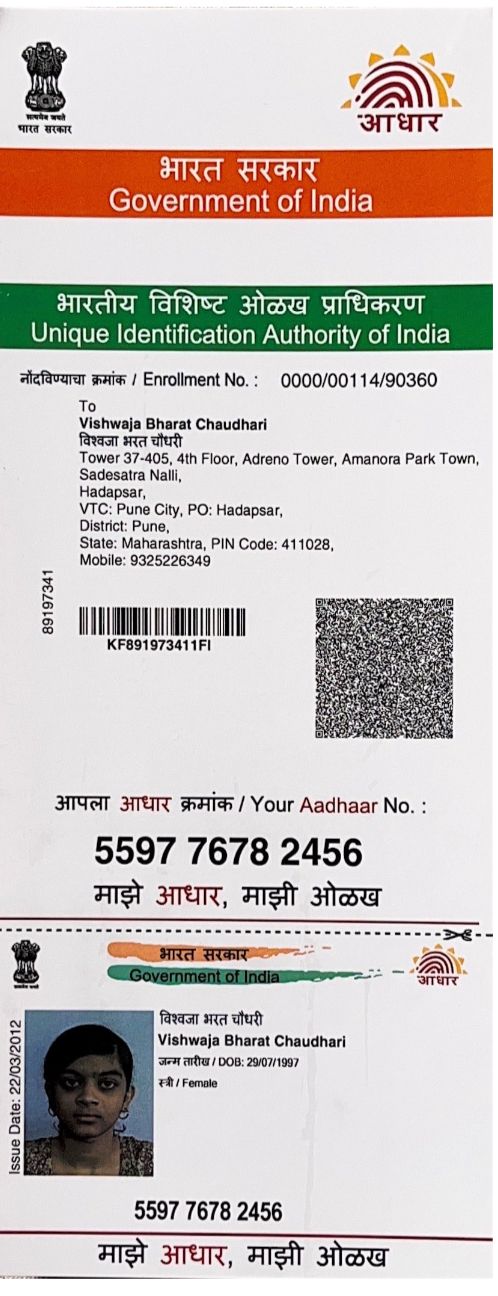 सत्यमेव जयते
भारत सरकार
आधार
भारत सरकार
Government of India
भारतीय विशिष्ट ओळख प्राधिकरण
Unique Identification Authority of India
नोंदविण्याचा क्रमांक / Enrollment No. : 0000/00114/90360
To
Vishwaja Bharat Chaudhari
विश्वजा भरत चौधरी
Tower 37-405, 4th Floor, Adreno Tower, Amanora Park Town,
Sadesatra Nalli,
Hadapsar,
VTC: Pune City, PO: Hadapsar,
District: Pune,
State: Maharashtra, PIN Code: 411028,
Mobile: 9325226349
89197341
KF891973411FI
आपला आधार क्रमांक / Your Aadhaar No. :
5597 7678 2456
माझे आधार, माझी ओळख
भारत सरकार
Government of India
आधार
Issue Date: 22/03/2012
विश्वजा भरत चौधरी
Vishwaja Bharat Chaudhari
जन्म तारीख / DOB: 29/07/1997
स्त्री / Female
5597 7678 2456
माझे आधार, माझी ओळख